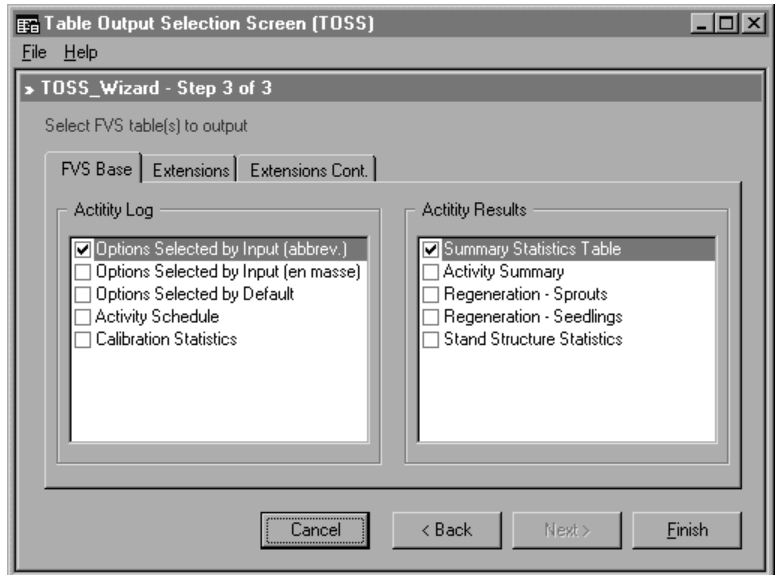 Table Output Selection Screen (TOSS)
File Help
» TOSS_Wizard - Step 3 of 3
Select FVS table(s) to output
FVS Base Extensions Extensions Cont.
Actitity Log
Options Selected by Input (abbrev.)
Options Selected by Input (en masse)
Options Selected by Default
Activity Schedule
Calibration Statistics
Actitity Results
Summary Statistics Table
Activity Summary
Regeneration - Sprouts
Regeneration - Seedlings
Stand Structure Statistics
Cancel < Back Next > Finish